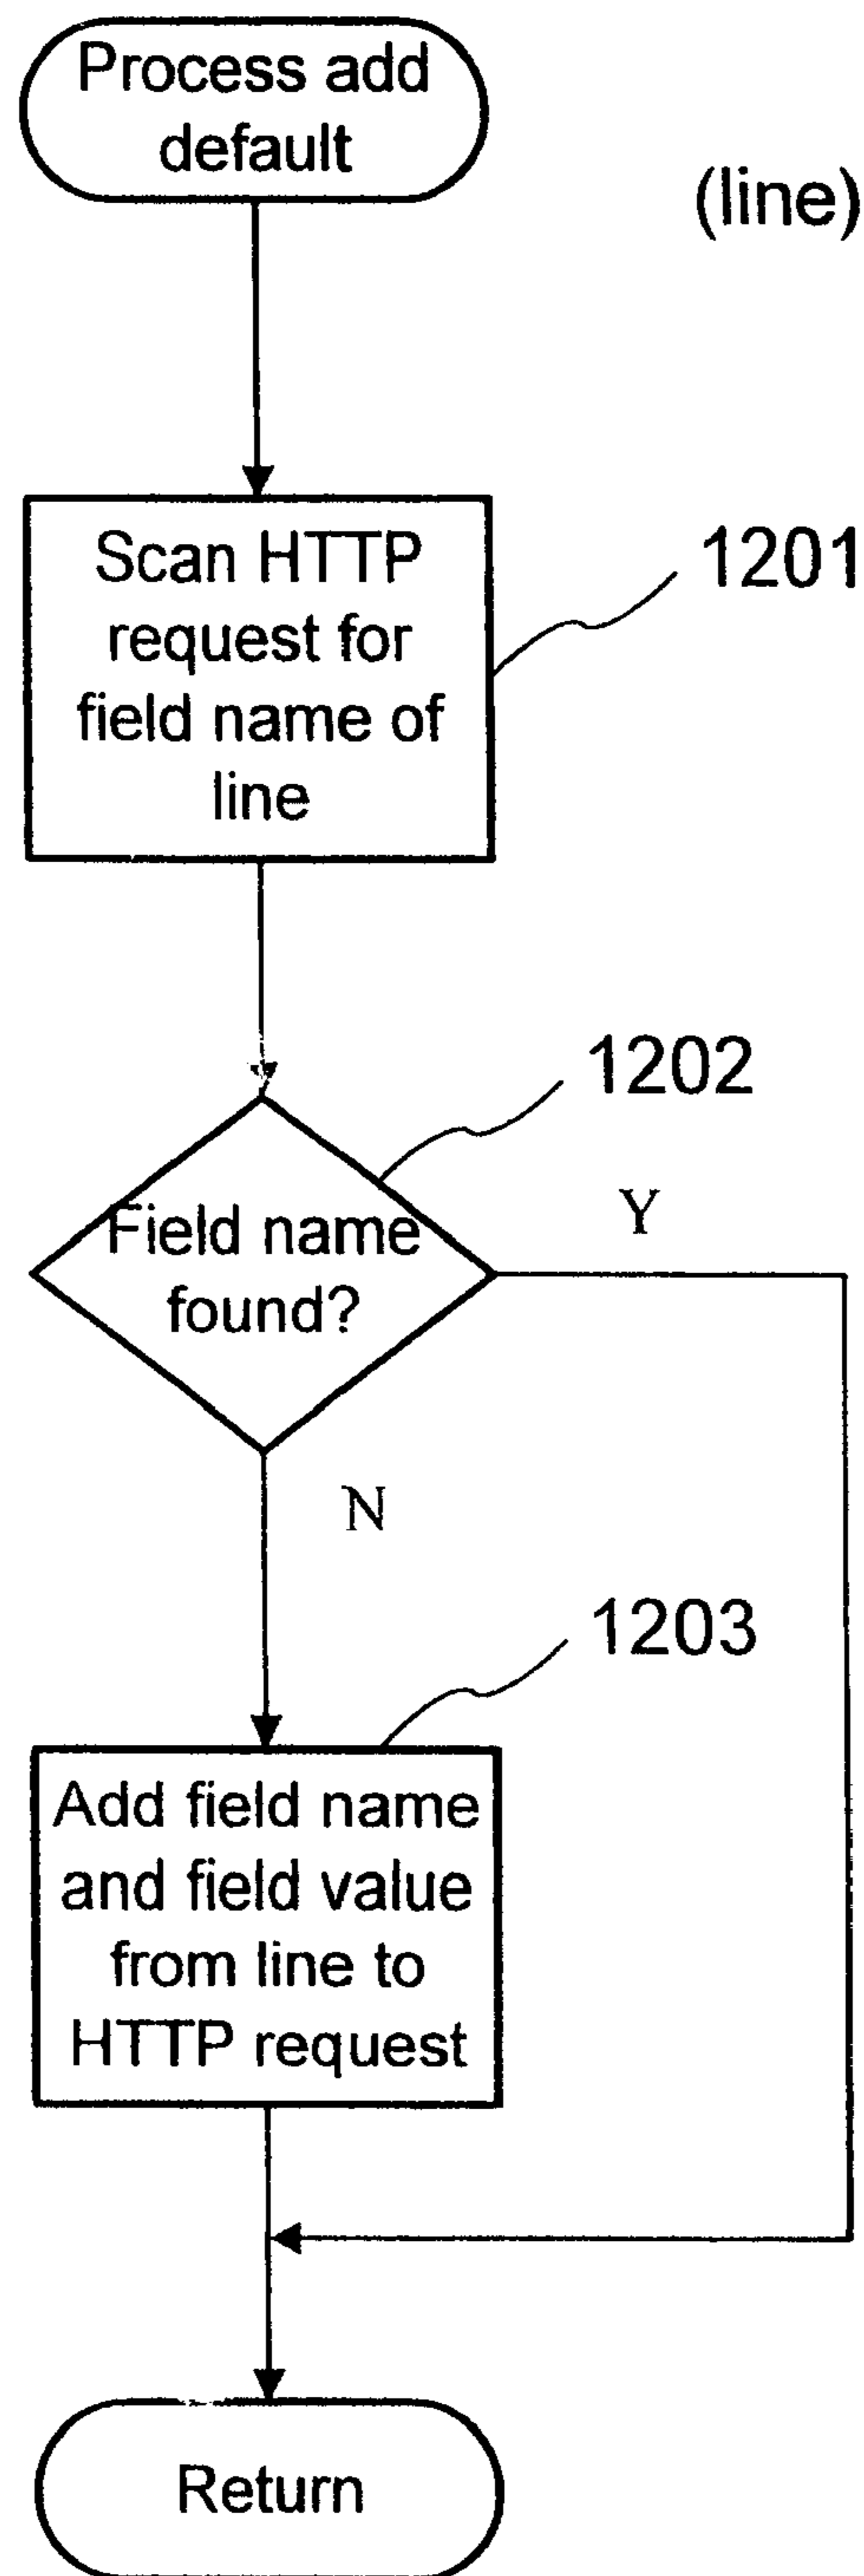 Process add
default
(line)
Scan HTTP
request for
field name of
line
1201
1202
Field name
found?
Y
N
1203
Add field name
and field value
from line to
HTTP request
Return